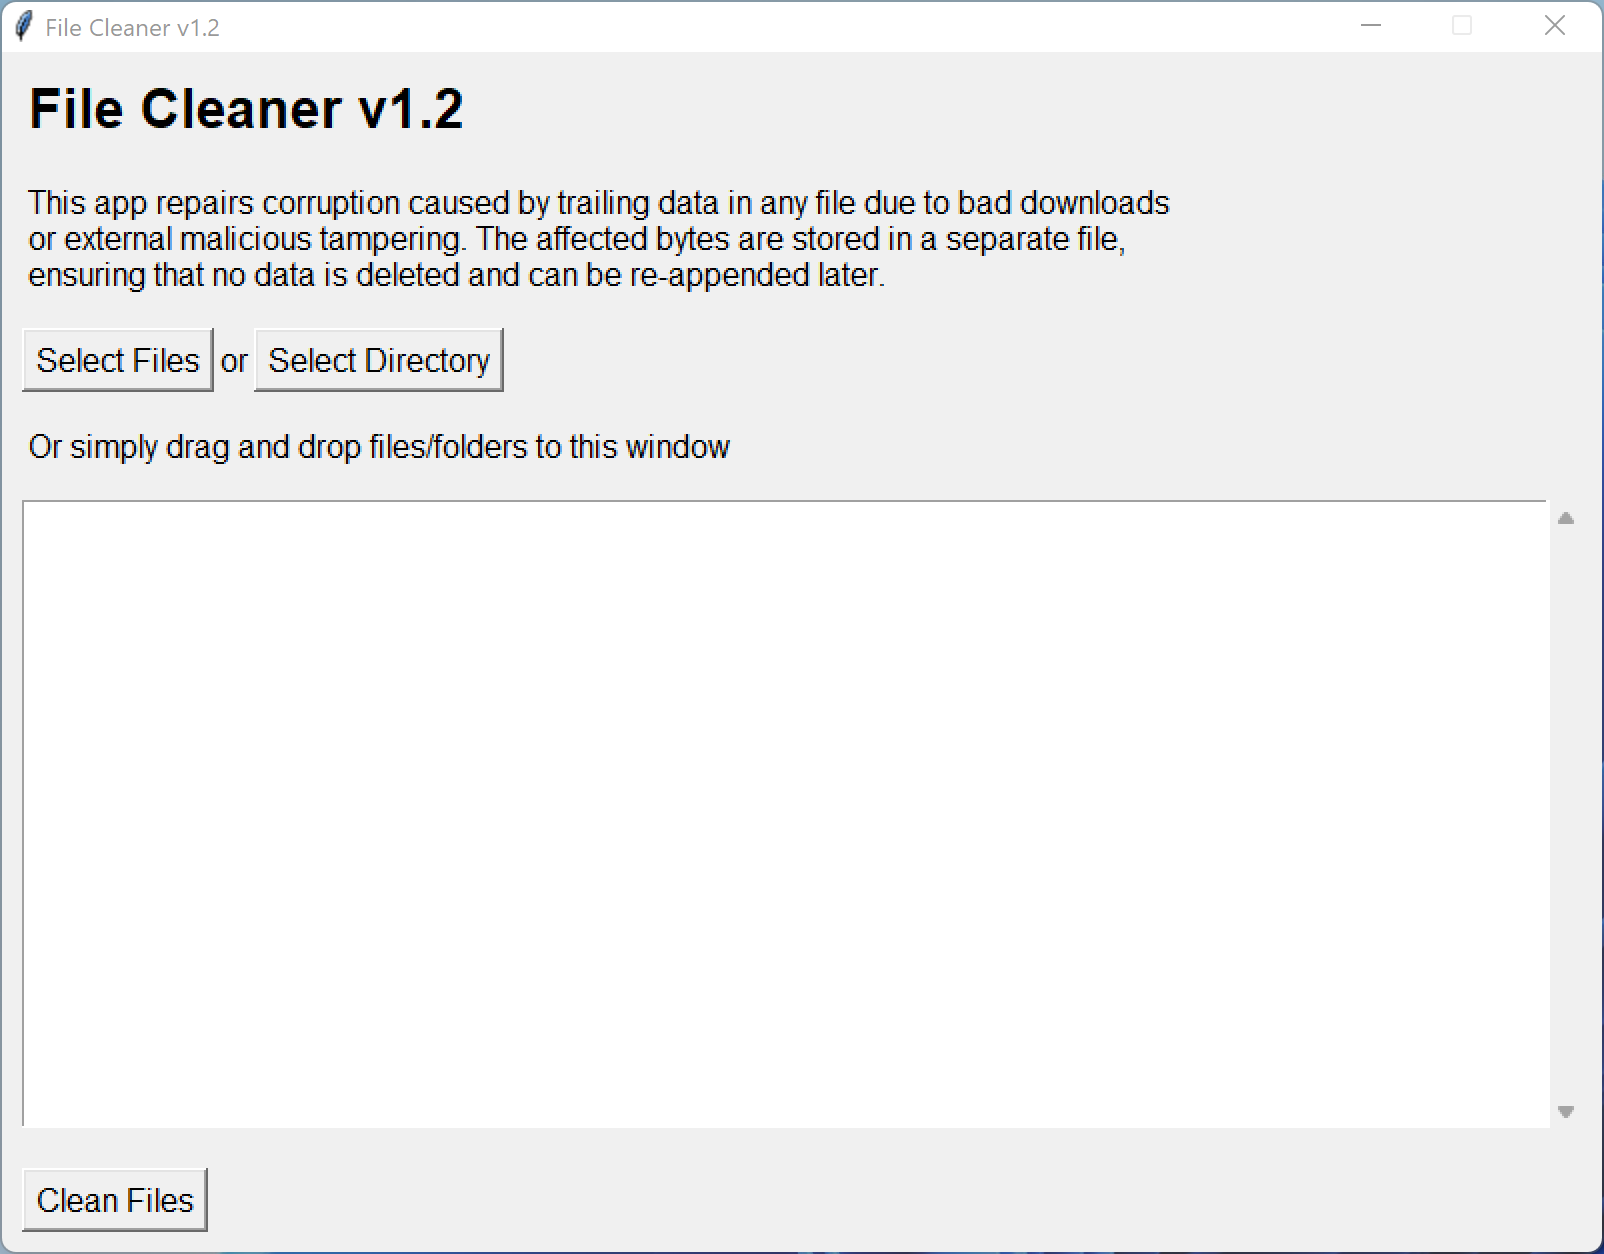 File Cleaner v1.2
File Cleaner v1.2
This app repairs corruption caused by trailing data in any file due to bad downloads
or external malicious tampering. The affected bytes are stored in a separate file,
ensuring that no data is deleted and can be re-appended later.
Select Files or Select Directory
Or simply drag and drop files/folders to this window
Clean Files